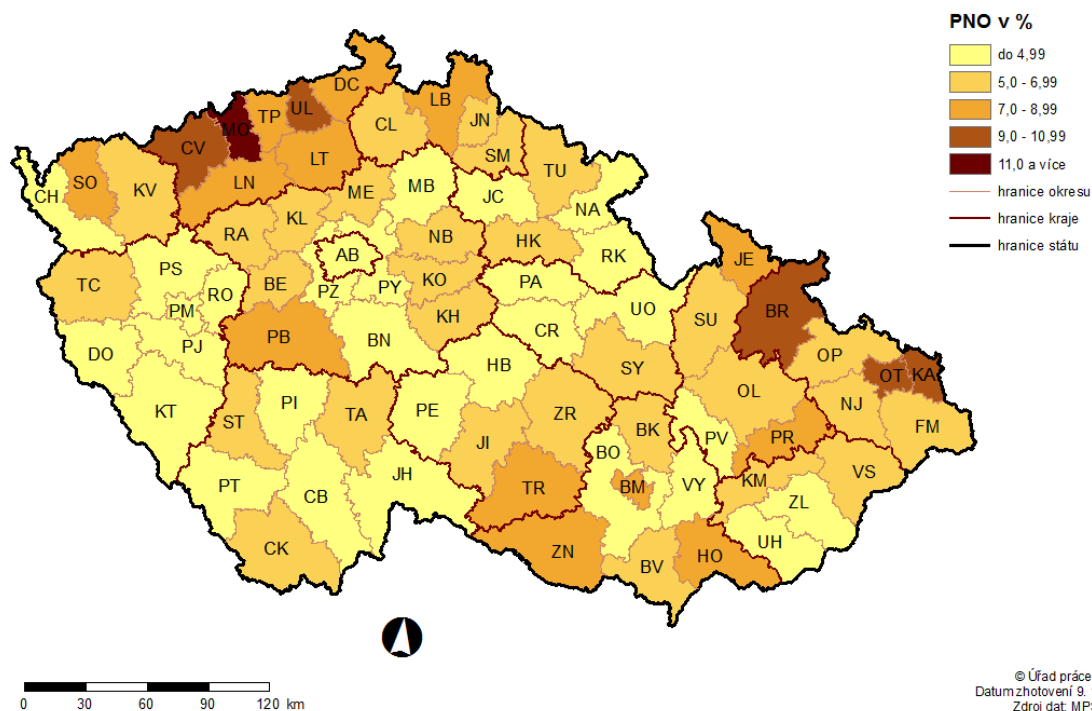 PNO v %
do 4,99
5,0 - 6,99
7,0 - 8,99
9,0 - 10,99
11,0 a více
hranice okresu
hranice kraje
hranice státu
DC
UL
TP
MO
LB
JN
CL
CV
LT
SM
SO
KV
LN
TU
CH
ME
MB
JC
NA
KL
RA
NB
HK
AB
RK
JE
PS
TC
RO
BE
PZ
PY
KO
PA
PM
UO
SU
BR
KH
CR
PB
BN
PJ
DO
OP
OT
KA
HB
SY
OL
NJ
KT
PI
ST
TA
PE
ZR
BK
PV
PR
FM
JI
BO
KM
VS
PT
CB
JH
TR
BM
VY
ZL
UH
CK
ZN
BV
HO
0 30 60 90 120 km
© Úřad práce
Datum zhotovení 9.
Zdroj dat: MP